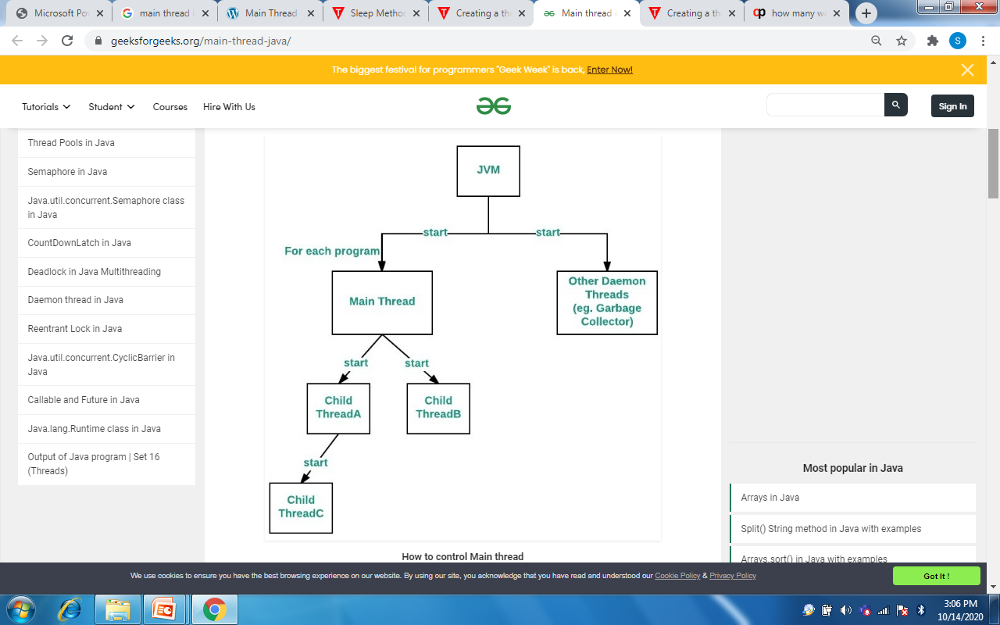 Microsoft Po
main thread i
Main Thread
Sleep Metho
Creating a th
Main thread i
Creating a th
how many w
geeksforgeeks.org/main-thread-java/
S
The biggest festival for programmers "Geek Week" is back, Enter Now!
Tutorials
Student
Courses
Hire With Us
Sign In
Thread Pools in Java
Semaphore in Java
Java.util.concurrent.Semaphore class
in Java
CountDownLatch in Java
Deadlock in Java Multithreading
Daemon thread in Java
Reentrant Lock in Java
Java.util.concurrent.CyclicBarrier in
Java
Callable and Future in Java
Java.lang.Runtime class in Java
Output of Java program | Set 16
(Threads)
JVM
start
start
For each program
Main Thread
Other Daemon
Threads
(eg. Garbage
Collector)
start
start
Child
ThreadA
Child
ThreadB
start
Child
ThreadC
How to control Main thread
Most popular in Java
Arrays in Java
Split() String method in Java with examples
Arrays.sort() in Java with examples
We use cookies to ensure you have the best browsing experience on our website. By using our site, you acknowledge that you have read and understood our Cookie Policy & Privacy Policy
Got It !
3:06 PM
10/14/2020